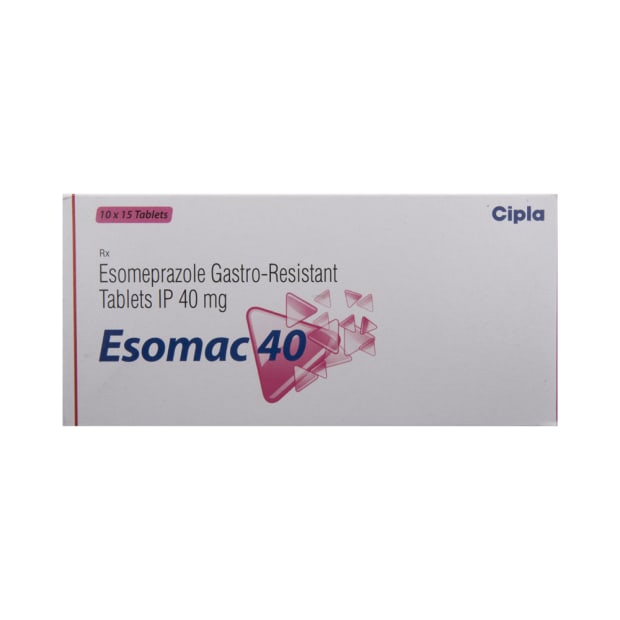 10 x 15 Tablets
Cipla
Rx
Esomeprazole Gastro-Resistant
Tablets IP 40 mg
Esomac 40